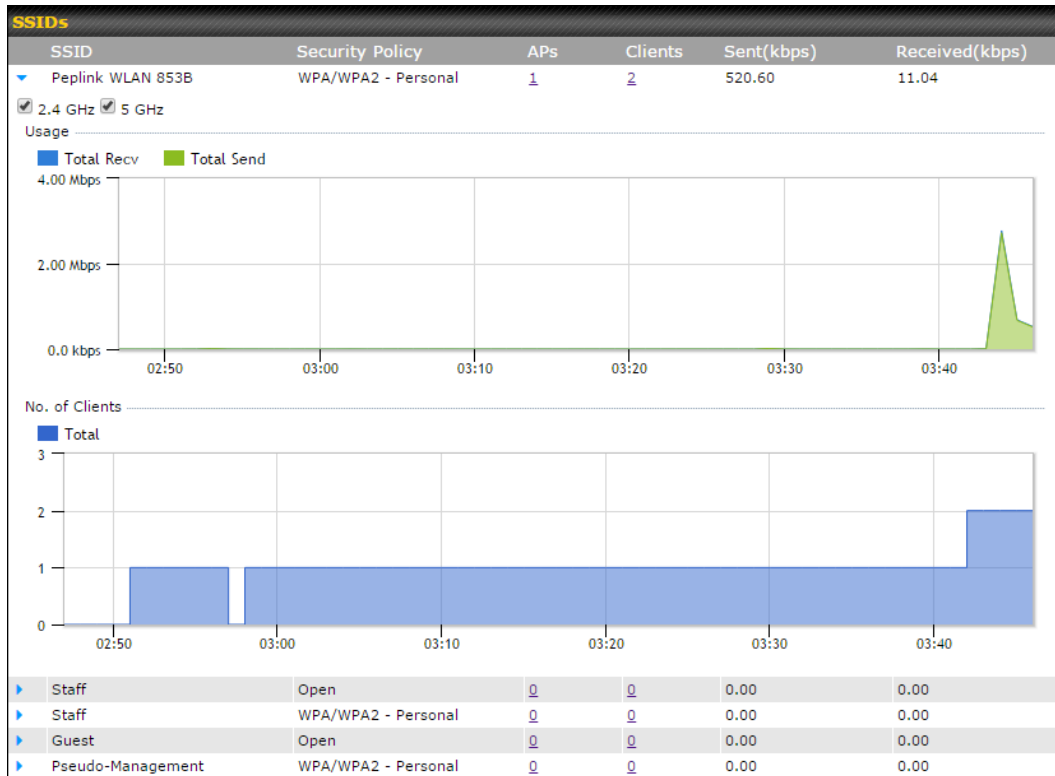 SSIDs
SSID Security Policy APs Clients Sent(kbps) Received(kbps)
Peplink WLAN 853B WPA/WPA2 - Personal 1 2 520.60 11.04
2.4 GHz 5 GHz
Usage
Total Recv Total Send
4.00 Mbps
2.00 Mbps
0.0 kbps
02:50 03:00 03:10 03:20 03:30 03:40
No. of Clients
Total
3
2
1
0
02:50 03:00 03:10 03:20 03:30 03:40
Staff Open 0 0 0.00 0.00
Staff WPA/WPA2 - Personal 0 0 0.00 0.00
Guest Open 0 0 0.00 0.00
Pseudo-Management WPA/WPA2 - Personal 0 0 0.00 0.00